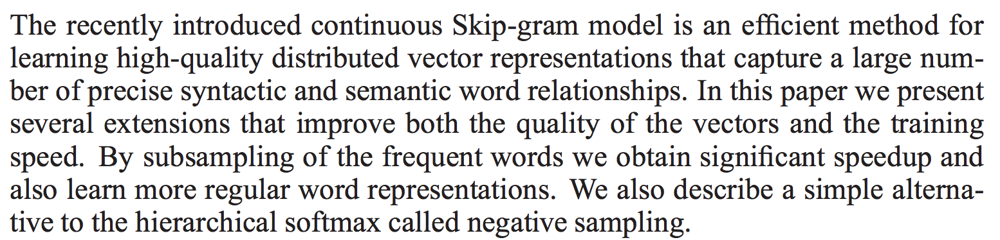 The recently introduced continuous Skip-gram model is an efficient method for
learning high-quality distributed vector representations that capture a large num-
ber of precise syntactic and semantic word relationships. In this paper we present
several extensions that improve both the quality of the vectors and the training
speed. By subsampling of the frequent words we obtain significant speedup and
also learn more regular word representations. We also describe a simple alterna-
tive to the hierarchical softmax called negative sampling.